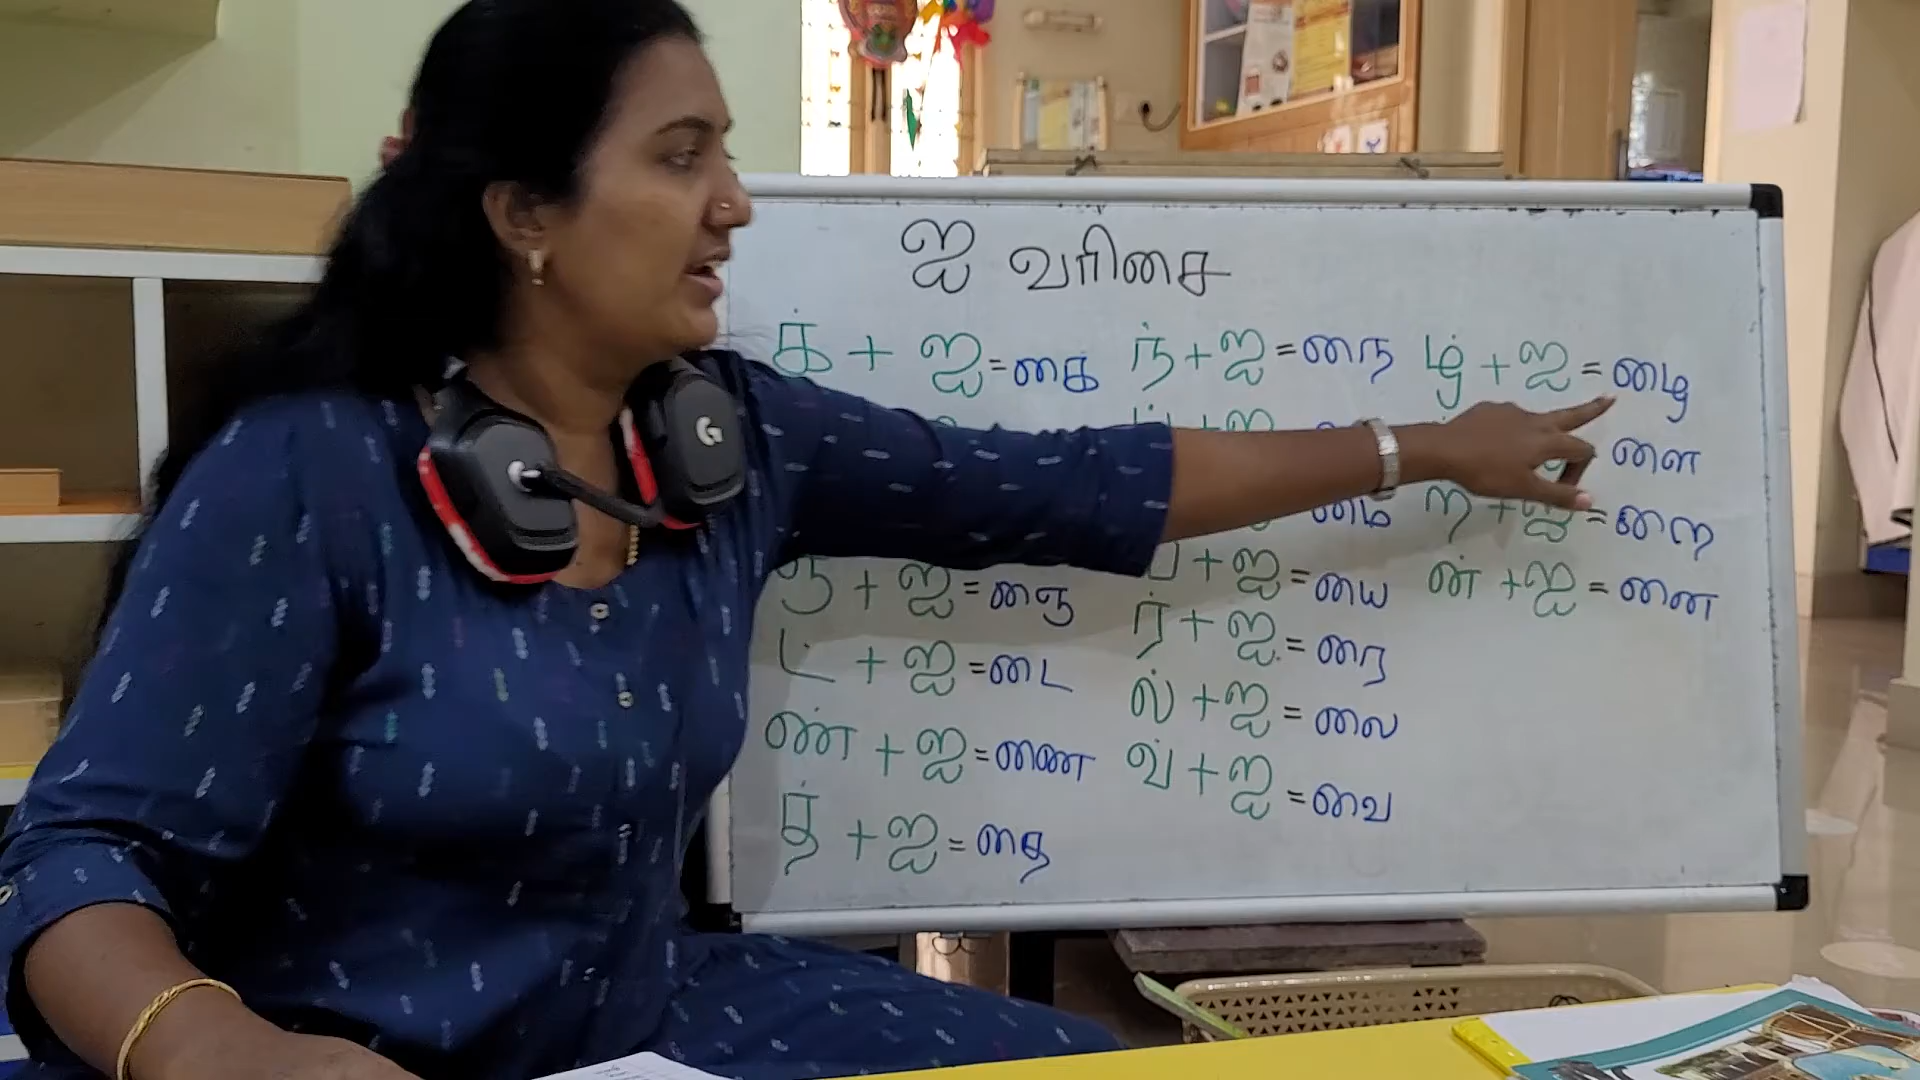 ஐ வரிசை
க் + ஐ = கை
ஞ் + ஐ = ஞை
ட் + ஐ = டை
ண் + ஐ = ணை
த் + ஐ = தை
ந் + ஐ = நை
மை
ய் + ஐ = யை
ர் + ஐ = ரை
ல் + ஐ = லை
வ் + ஐ = வை
ழ் + ஐ = ழை
ளை
ற் + ஐ = றை
ன் + ஐ = னை